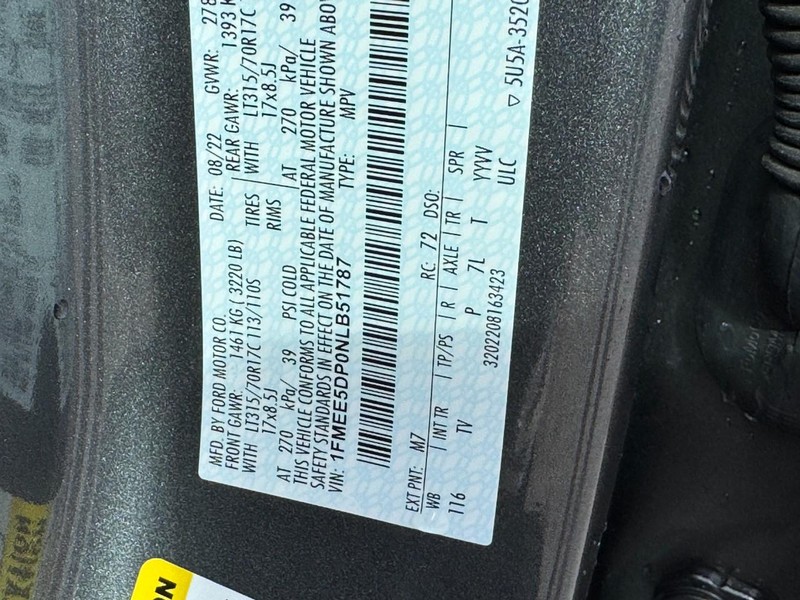 MFD. BY FORD MOTOR CO. DATE: 08/22 GVWR: 278
FRONT GAWR: 1461 KG ( 3220 LB) REAR GAWR: 1393 K
WITH LT315/70R17C 113/110S TIRES WITH LT315/70R17C
17x8.5J RIMS 17x8.5J
AT 270 kPa/ 39 PSI COLD AT 270 kPa/ 39
THIS VEHICLE CONFORMS TO ALL APPLICABLE FEDERAL MOTOR VEHICLE
SAFETY STANDARDS IN EFFECT ON THE DATE OF MANUFACTURE SHOWN ABOV
VIN: 1FMEE5DP0NLB51787 TYPE: MPV
EXT PNT: M7 RC: 72 DSO:
WB | INT TR | TP/PS | R | AXLE | TR | SPR |
116 TV P 7L T YYVV
3202208163423 ULC
▽ 5U5A-3520
ON